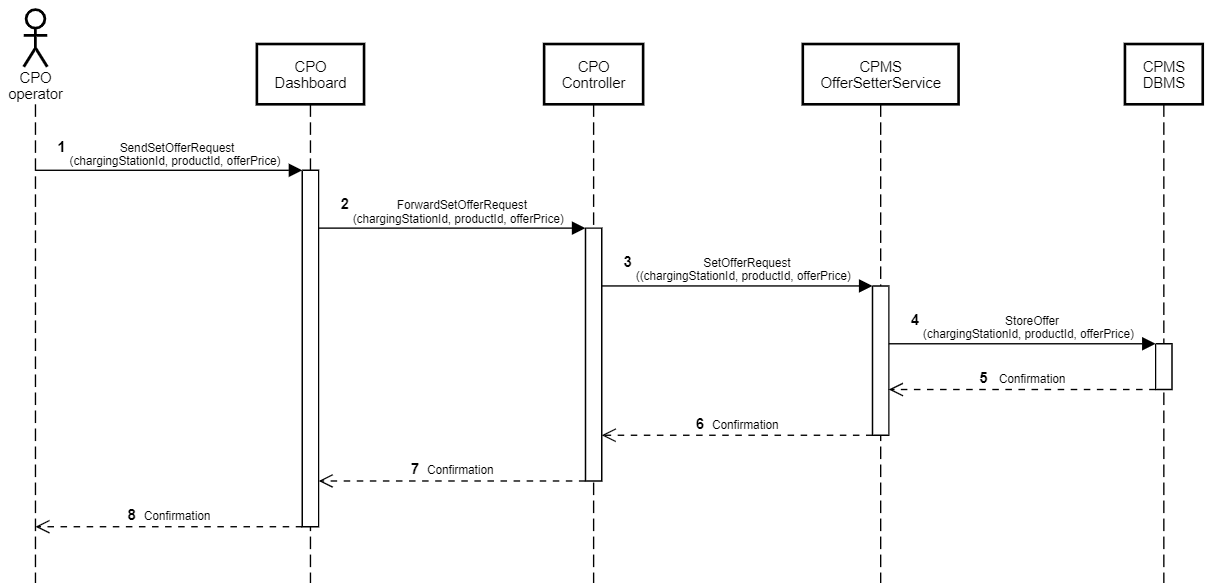 CPO
operator
CPO
Dashboard
CPO
Controller
CPMS
OfferSetterService
CPMS
DBMS
1 SendSetOfferRequest
(chargingStationId, productId, offerPrice)
2 ForwardSetOfferRequest
(chargingStationId, productId, offerPrice)
3 SetOfferRequest
((chargingStationId, productId, offerPrice)
4 StoreOffer
(chargingStationId, productId, offerPrice)
5 Confirmation
6 Confirmation
7 Confirmation
8 Confirmation